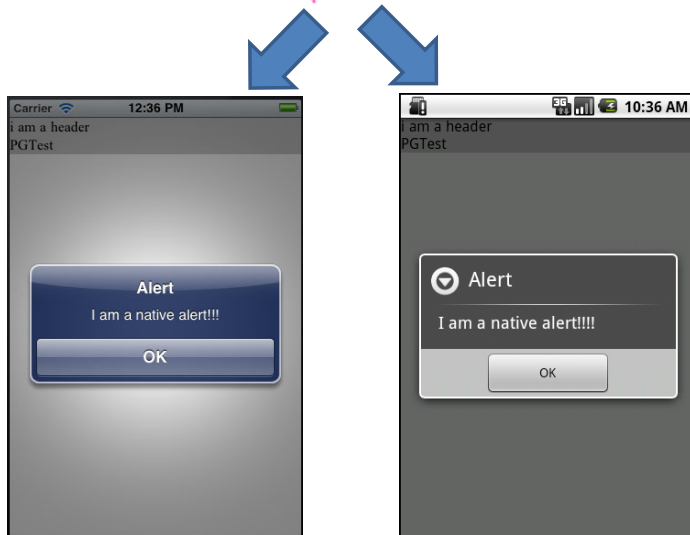 Carrier 12:36 PM
i am a header
PGTest
Alert
I am a native alert!!!
OK
3G 10:36 AM
i am a header
PGTest
Alert
I am a native alert!!!!
OK